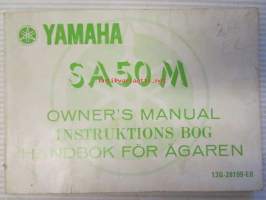 YAMAHA
SA50M
OWNER'S MANUAL
INSTRUKTIONS BOG
HANDBOK FÖR ÄGAREN